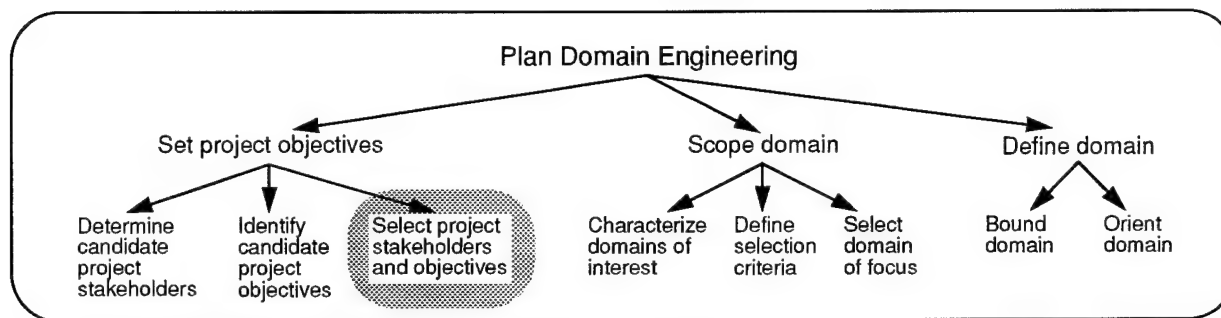 Plan Domain Engineering
Set project objectives
Scope domain
Define domain
Determine
candidate
project
stakeholders
Identify
candidate
project
objectives
Select project
stakeholders
and objectives
Characterize
domains of
interest
Define
selection
criteria
Select
domain
of focus
Bound
domain
Orient
domain